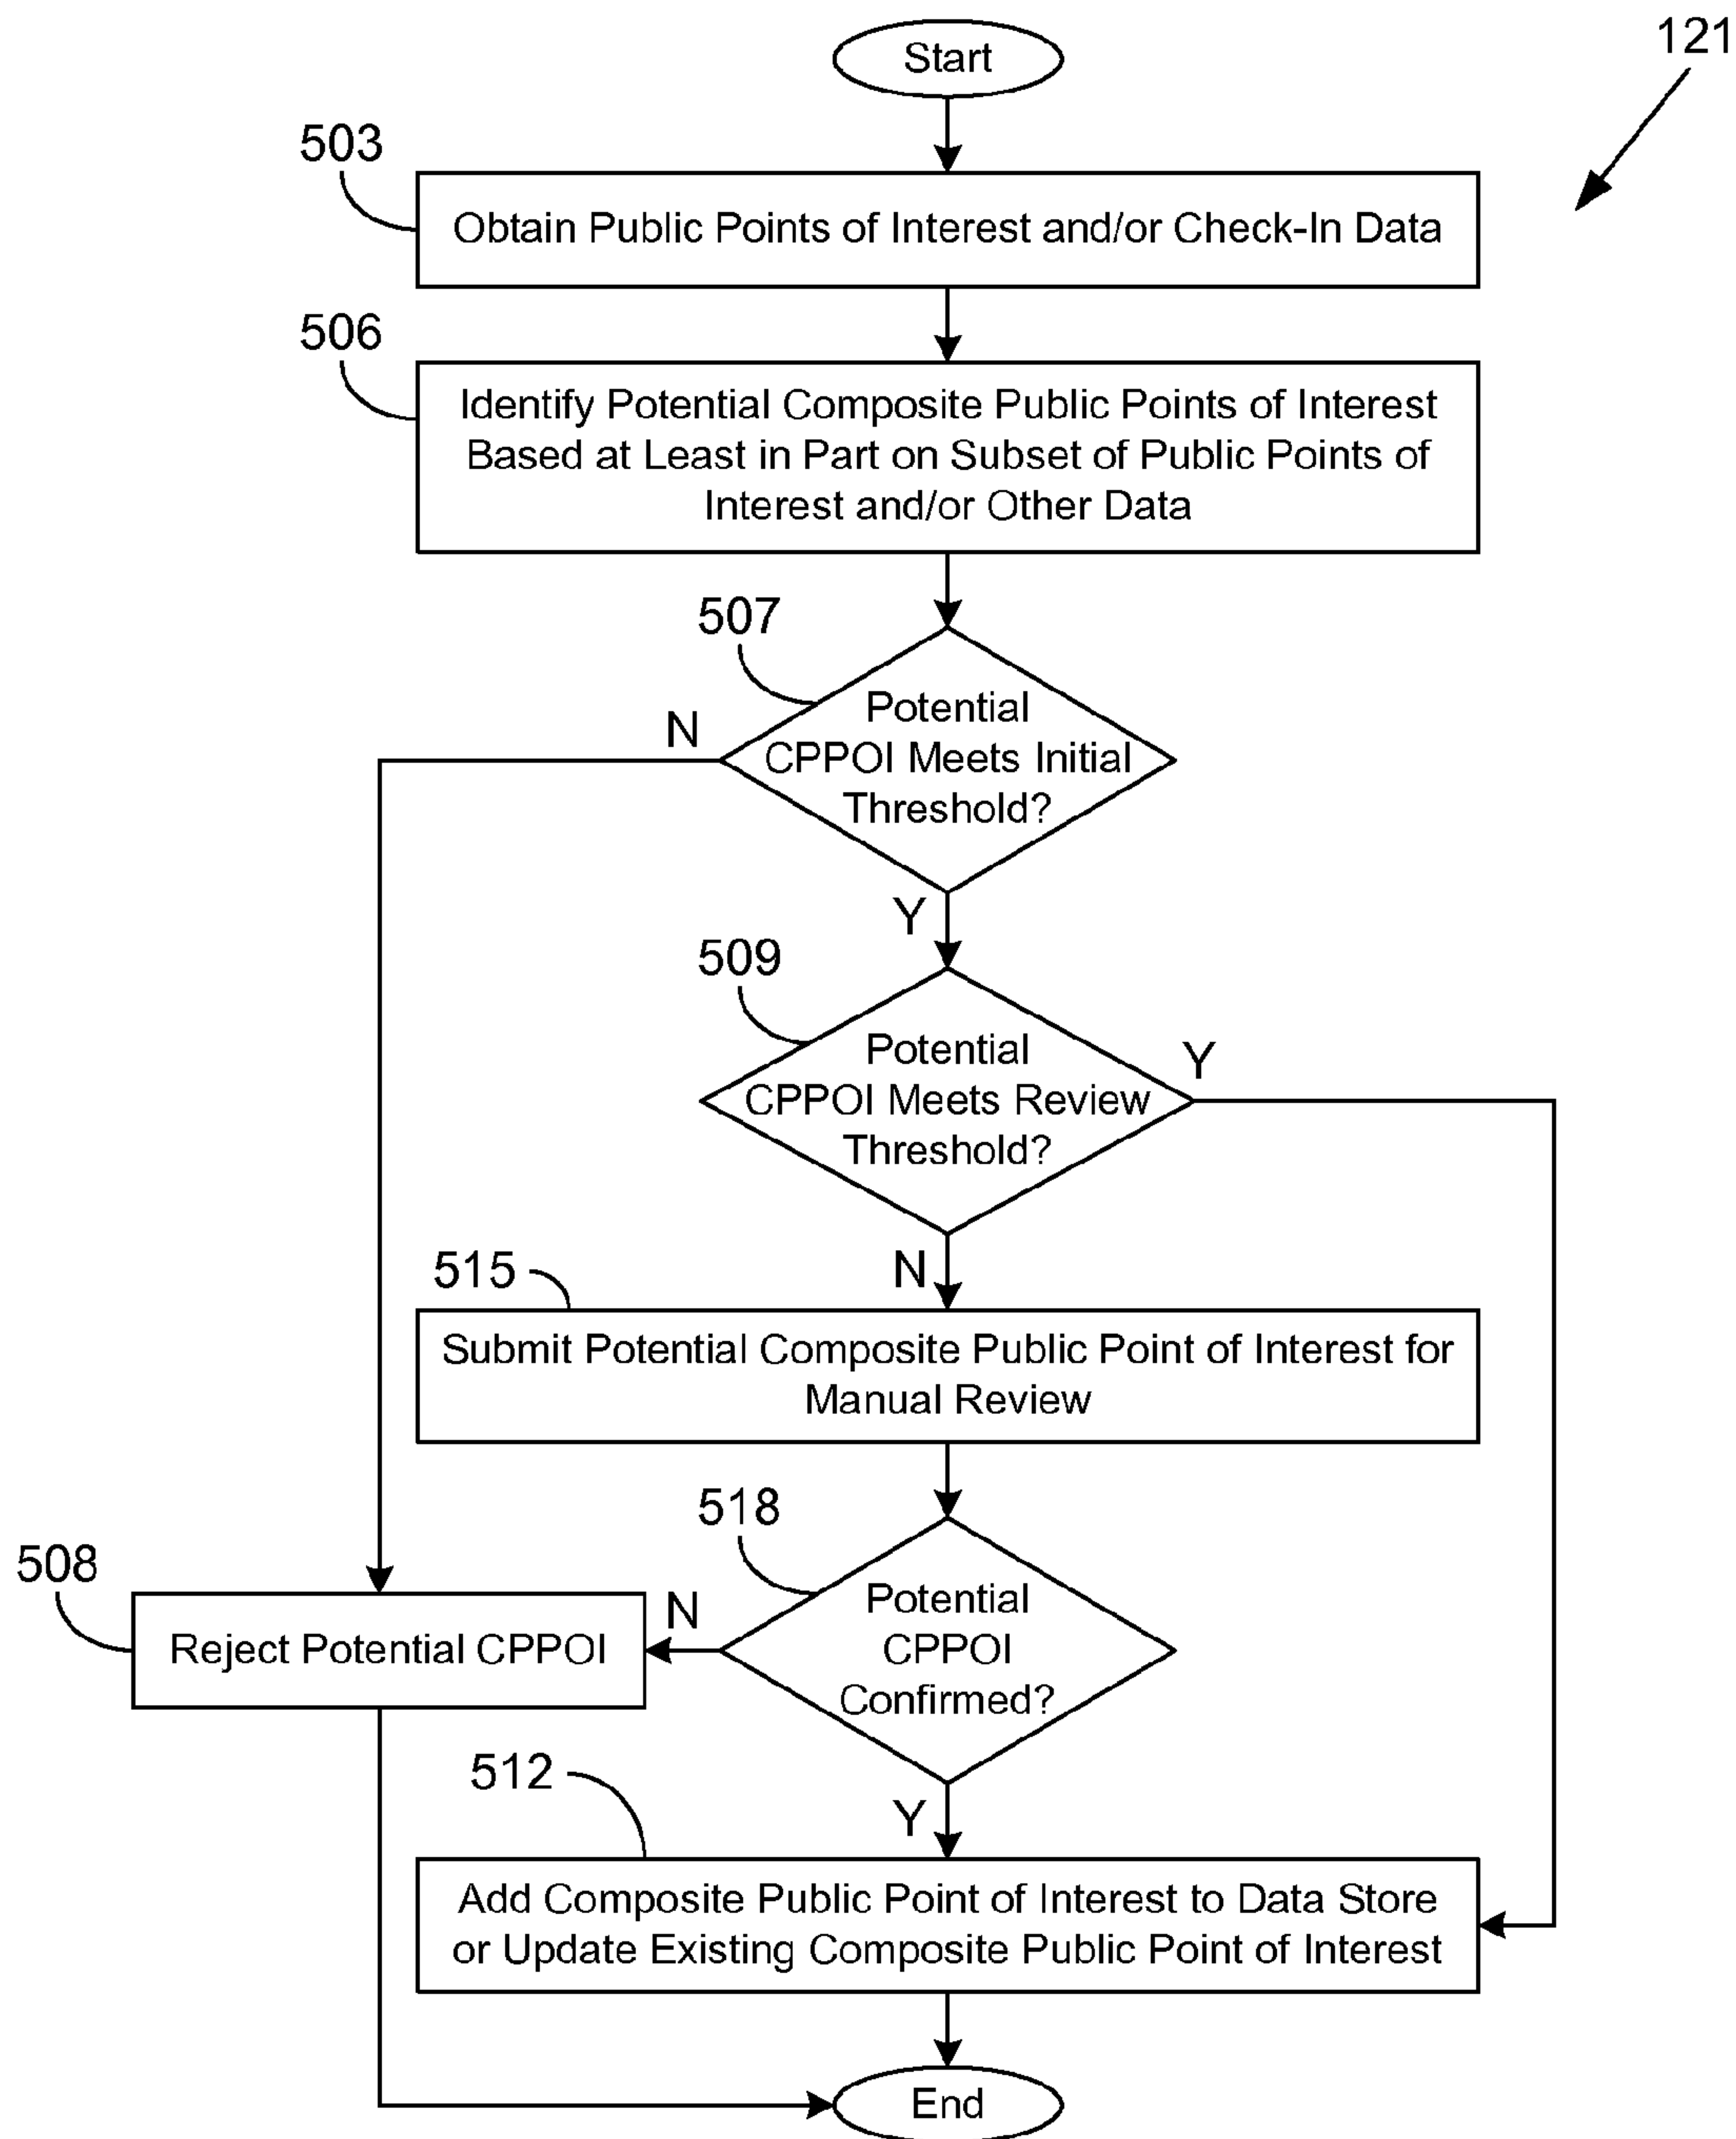 121
Start
503
Obtain Public Points of Interest and/or Check-In Data
506
Identify Potential Composite Public Points of Interest
Based at Least in Part on Subset of Public Points of
Interest and/or Other Data
507
Potential
CPPOI Meets Initial
Threshold?
N
Y
509
Potential
CPPOI Meets Review
Threshold?
Y
N
515
Submit Potential Composite Public Point of Interest for
Manual Review
518
Potential
CPPOI
Confirmed?
N
508
Reject Potential CPPOI
Y
512
Add Composite Public Point of Interest to Data Store
or Update Existing Composite Public Point of Interest
End